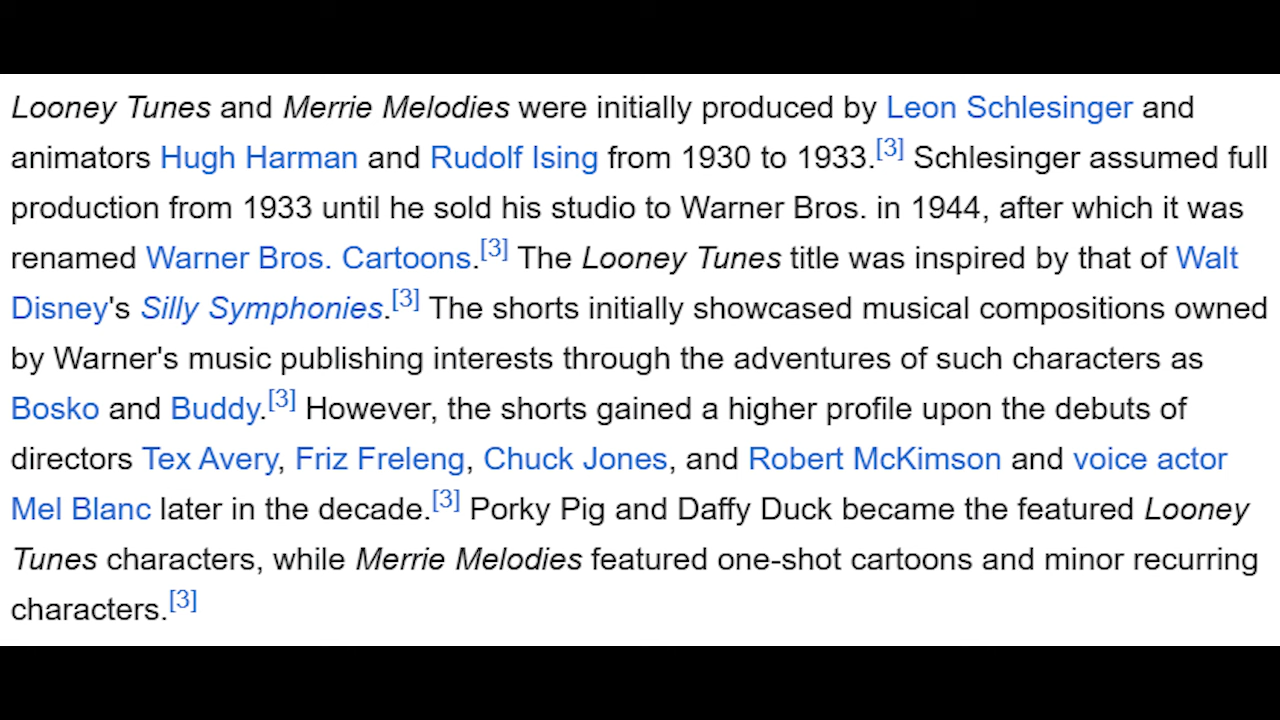 Looney Tunes and Merrie Melodies were initially produced by Leon Schlesinger and
animators Hugh Harman and Rudolf Ising from 1930 to 1933.[3] Schlesinger assumed full
production from 1933 until he sold his studio to Warner Bros. in 1944, after which it was
renamed Warner Bros. Cartoons.[3] The Looney Tunes title was inspired by that of Walt
Disney's Silly Symphonies.[3] The shorts initially showcased musical compositions owned
by Warner's music publishing interests through the adventures of such characters as
Bosko and Buddy.[3] However, the shorts gained a higher profile upon the debuts of
directors Tex Avery, Friz Freleng, Chuck Jones, and Robert McKimson and voice actor
Mel Blanc later in the decade.[3] Porky Pig and Daffy Duck became the featured Looney
Tunes characters, while Merrie Melodies featured one-shot cartoons and minor recurring
characters.[3]